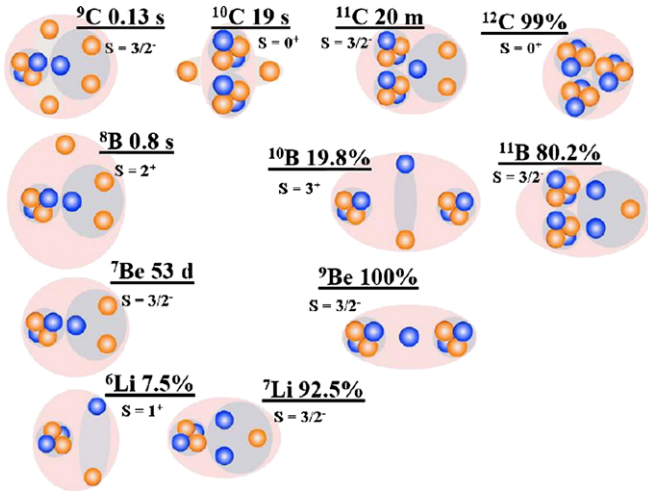 ⁹C 0.13 s
S = 3/2⁻
¹⁰C 19 s
S = 0⁺
¹¹C 20 m
S = 3/2⁻
¹²C 99%
S = 0⁺
⁸B 0.8 s
S = 2⁺
¹⁰B 19.8%
S = 3⁺
¹¹B 80.2%
S = 3/2⁻
⁷Be 53 d
S = 3/2⁻
⁹Be 100%
S = 3/2⁻
⁶Li 7.5%
S = 1⁺
⁷Li 92.5%
S = 3/2⁻